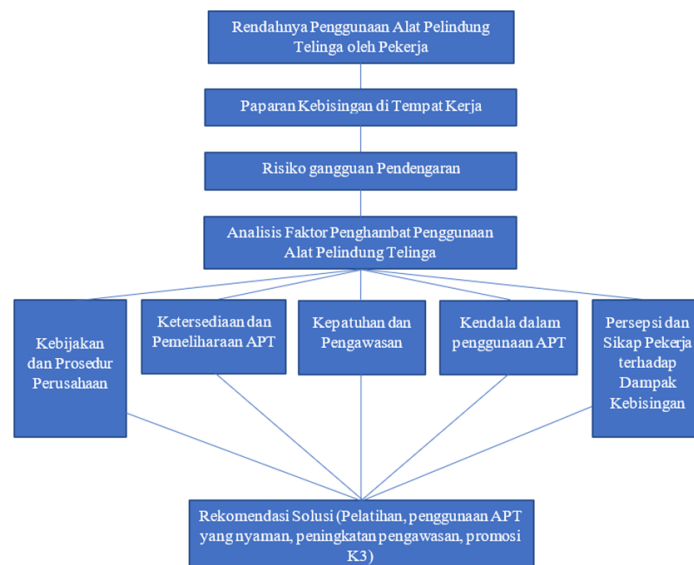 Rendahnya Penggunaan Alat Pelindung
Telinga oleh Pekerja
Paparan Kebisingan di Tempat Kerja
Risiko gangguan Pendengaran
Analisis Faktor Penghambat Penggunaan
Alat Pelindung Telinga
Kebijakan
dan Prosedur
Perusahaan
Ketersediaan dan
Pemeliharaan APT
Kepatuhan dan
Pengawasan
Kendala dalam
penggunaan APT
Persepsi dan
Sikap Pekerja
terhadap
Dampak
Kebisingan
Rekomendasi Solusi (Pelatihan, penggunaan APT
yang nyaman, peningkatan pengawasan, promosi
K3)